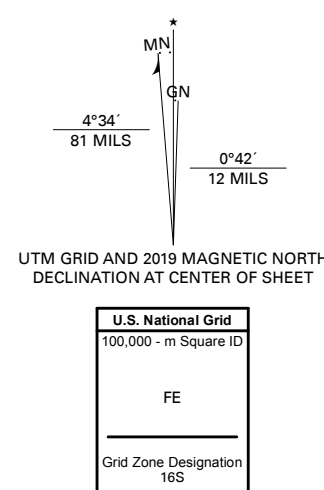 ★
MN
GN
4°34´
81 MILS
0°42´
12 MILS
UTM GRID AND 2019 MAGNETIC NORTH
DECLINATION AT CENTER OF SHEET
U.S. National Grid
100,000 - m Square ID
FE
Grid Zone Designation
16S